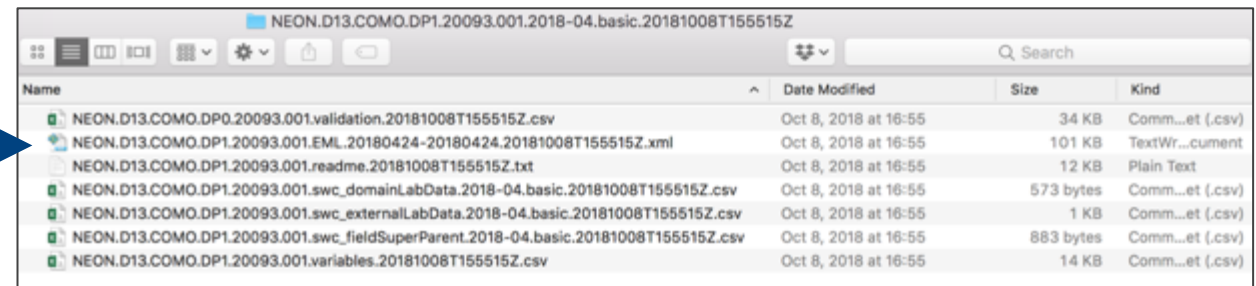 NEON.D13.COMO.DP1.20093.001.2018-04.basic.20181008T155515Z
Search
Name Date Modified Size Kind
NEON.D13.COMO.DP0.20093.001.validation.20181008T155515Z.csv Oct 8, 2018 at 16:55 34 KB Comm...et (.csv)
NEON.D13.COMO.DP1.20093.001.EML.20180424-20180424.20181008T155515Z.xml Oct 8, 2018 at 16:55 101 KB TextWr...cument
NEON.D13.COMO.DP1.20093.001.readme.20181008T155515Z.txt Oct 8, 2018 at 16:55 12 KB Plain Text
NEON.D13.COMO.DP1.20093.001.swc_domainLabData.2018-04.basic.20181008T155515Z.csv Oct 8, 2018 at 16:55 573 bytes Comm...et (.csv)
NEON.D13.COMO.DP1.20093.001.swc_externalLabData.2018-04.basic.20181008T155515Z.csv Oct 8, 2018 at 16:55 1 KB Comm...et (.csv)
NEON.D13.COMO.DP1.20093.001.swc_fieldSuperParent.2018-04.basic.20181008T155515Z.csv Oct 8, 2018 at 16:55 883 bytes Comm...et (.csv)
NEON.D13.COMO.DP1.20093.001.variables.20181008T155515Z.csv Oct 8, 2018 at 16:55 14 KB Comm...et (.csv)